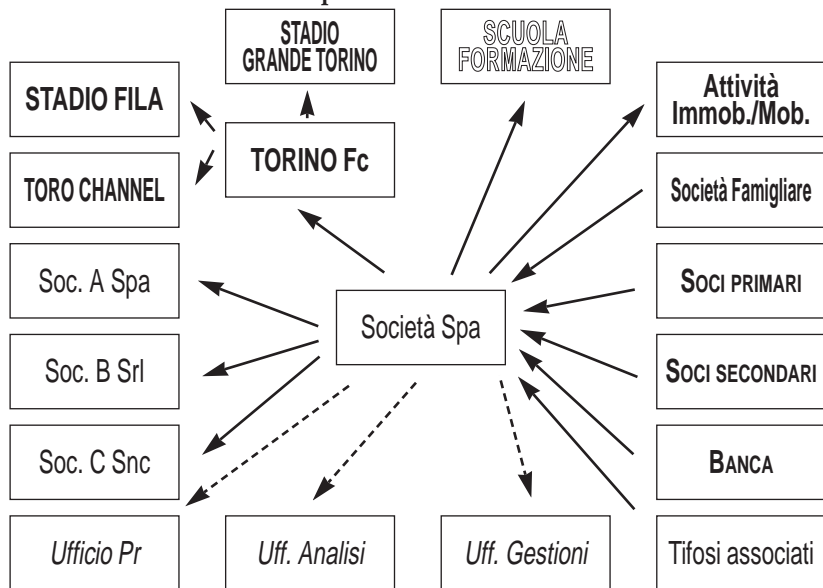 STADIO
GRANDE TORINO
SCUOLA
FORMAZIONE
STADIO FILA
Attività
Immob./Mob.
TORINO Fc
TORO CHANNEL
Società Famigliare
Soc. A Spa
SOCI PRIMARI
Società Spa
Soc. B Srl
SOCI SECONDARI
Soc. C Snc
BANCA
Ufficio Pr
Uff. Analisi
Uff. Gestioni
Tifosi associati